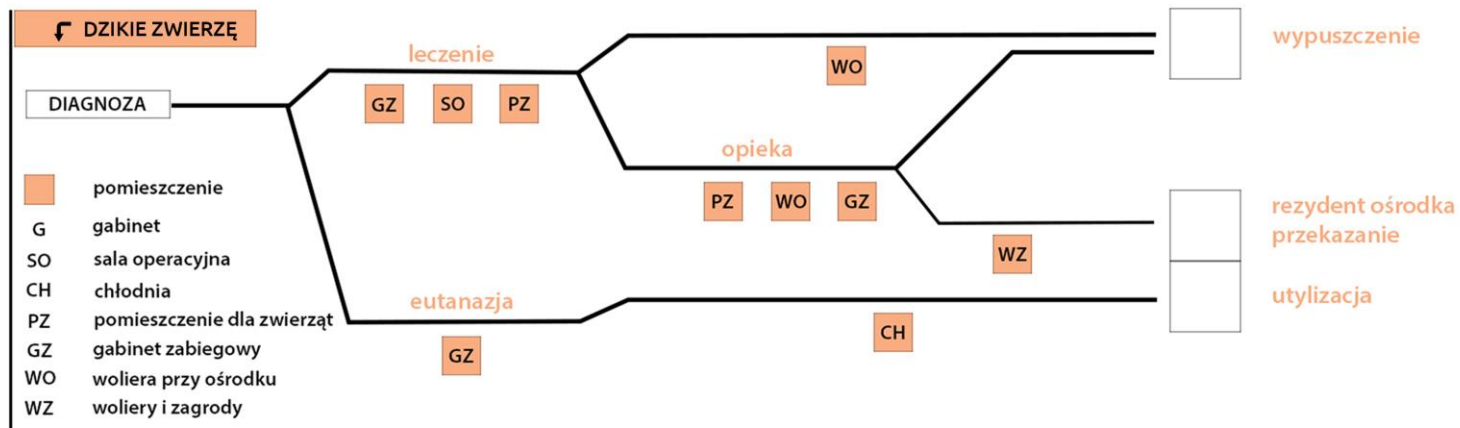 DZIKIE ZWIERZĘ
DIAGNOZA
leczenie
GZ SO PZ
WO
wypuszczenie
opieka
PZ WO GZ
WZ
rezydent ośrodka
przekazanie
eutanazja
GZ
CH
utylizacja
pomieszczenie
G gabinet
SO sala operacyjna
CH chłodnia
PZ pomieszczenie dla zwierząt
GZ gabinet zabiegowy
WO woliera przy ośrodku
WZ woliery i zagrody